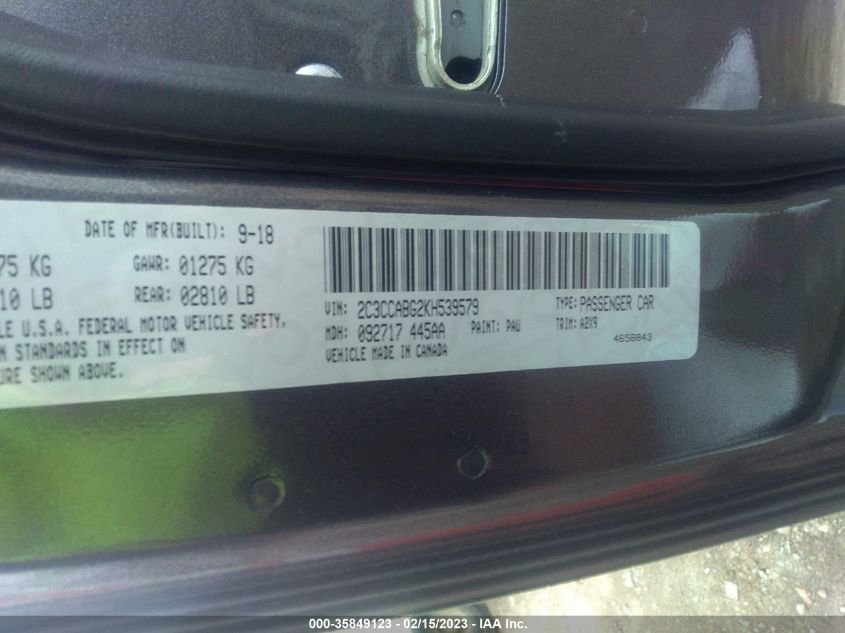 DATE OF MFR(BUILT): 9-18
75 KG GAWR: 01275 KG
10 LB REAR: 02810 LB
LE U.S.A. FEDERAL MOTOR VEHICLE SAFETY,
N STANDARDS IN EFFECT ON
URE SHOWN ABOVE.
VIN: 2C3CCABG2KH539579 TYPE: PASSENGER CAR
MDH: 092717 445AA PAINT: PAU TRIM: A2X9
VEHICLE MADE IN CANADA 4658843
000-35849123 - 02/15/2023 - IAA Inc.